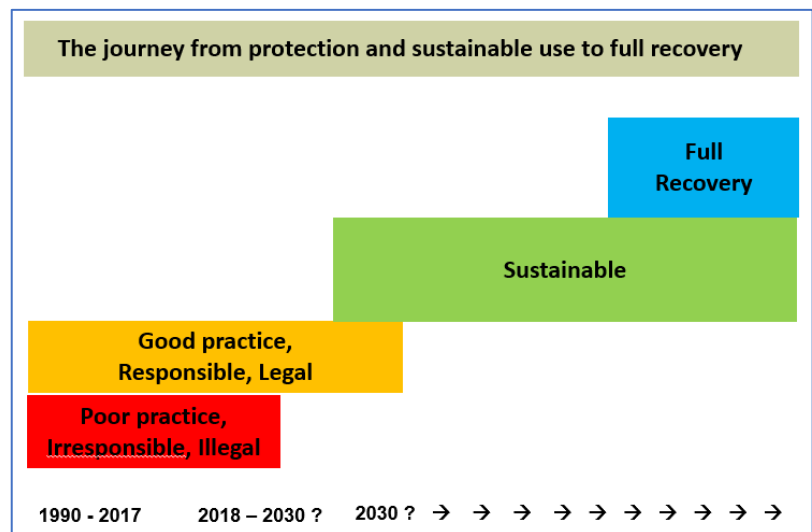 The journey from protection and sustainable use to full recovery
Full
Recovery
Sustainable
Good practice,
Responsible, Legal
Poor practice,
Irresponsible, Illegal
1990 - 2017 2018 – 2030 ? 2030 ? → → → → → → → → →